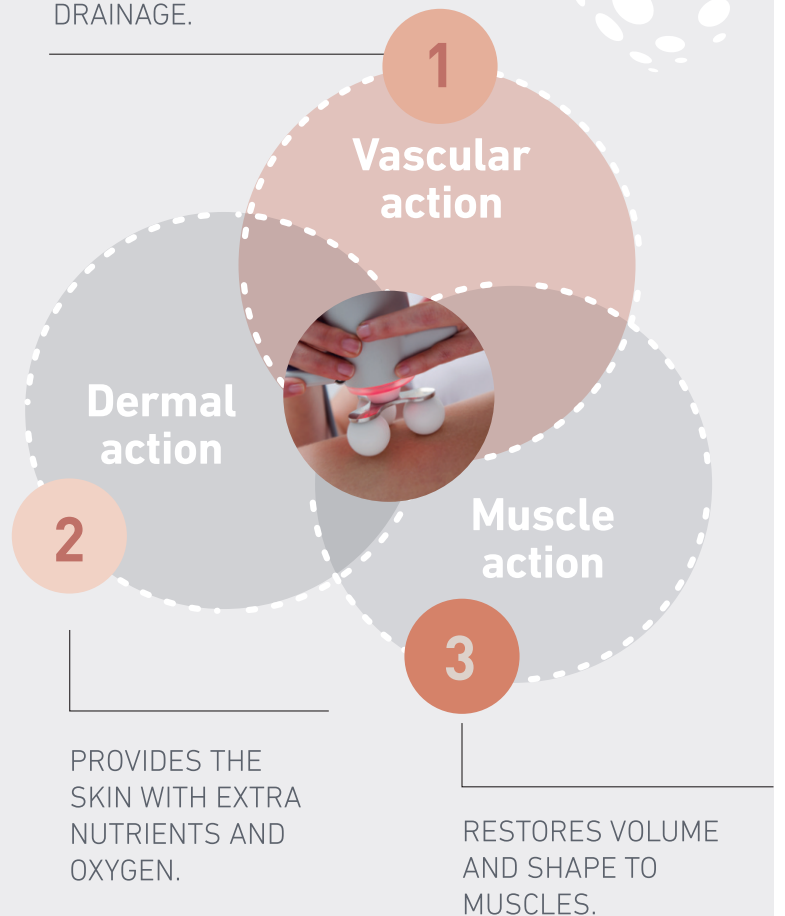 DRAINAGE.
1
Vascular
action
Dermal
action
2
Muscle
action
3
PROVIDES THE
SKIN WITH EXTRA
NUTRIENTS AND
OXYGEN.
RESTORES VOLUME
AND SHAPE TO
MUSCLES.